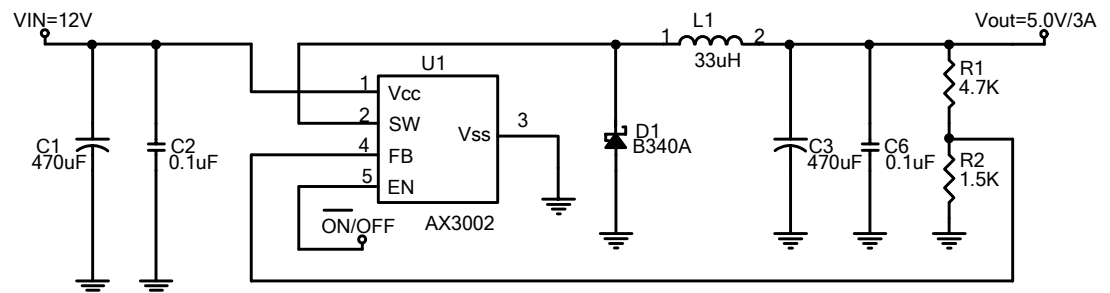 VIN=12V
L1
Vout=5.0V/3A
1
2
33uH
U1
R1
4.7K
1
Vcc
2
SW
Vss
3
4
FB
5
EN
C1
470uF
C2
0.1uF
D1
B340A
C3
470uF
C6
0.1uF
R2
1.5K
ON/OFF
AX3002